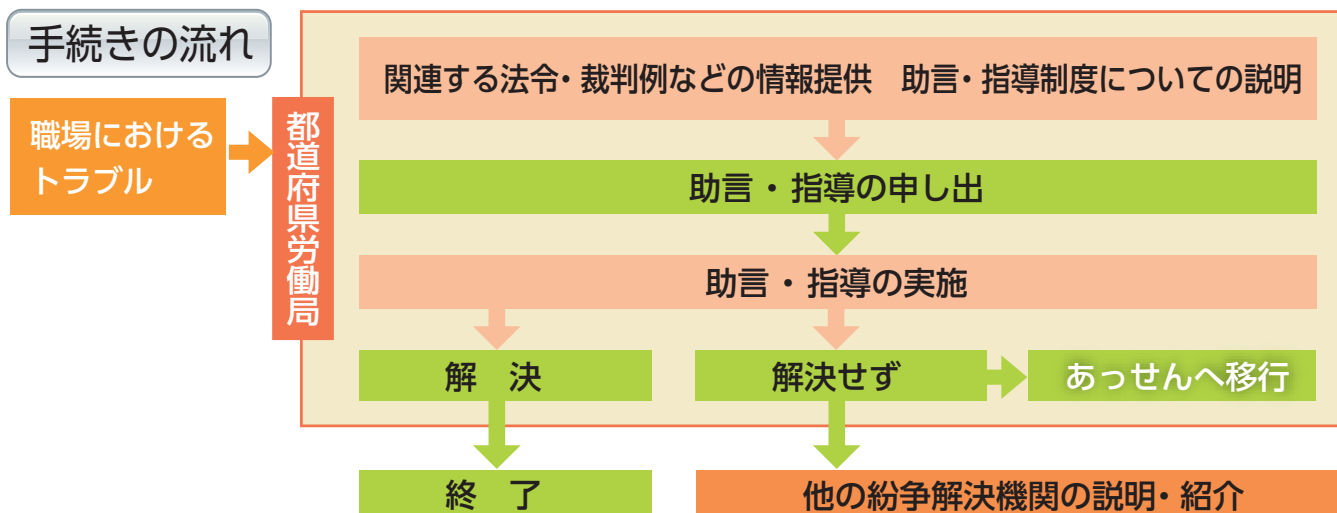 手続きの流れ
職場における
トラブル
都道府県労働局
関連する法令・裁判例などの情報提供　助言・指導制度についての説明
助言・指導の申し出
助言・指導の実施
解　決
解決せず
あっせんへ移行
終　了
他の紛争解決機関の説明・紹介